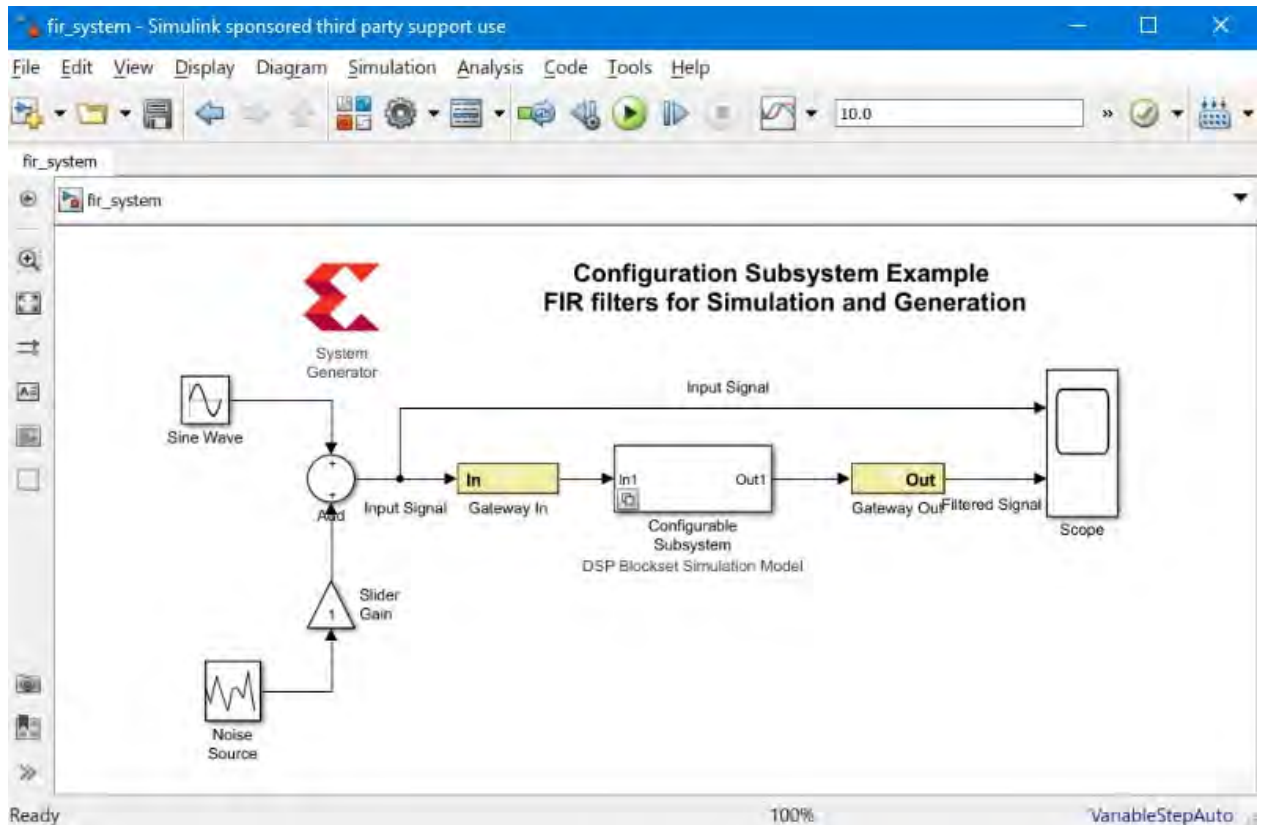 fir_system - Simulink sponsored third party support use
File Edit View Display Diagram Simulation Analysis Code Tools Help
10.0
»
fir_system
fir_system
Configuration Subsystem Example
FIR filters for Simulation and Generation
System
Generator
Input Signal
Sine Wave
+
+
Add
Input Signal
In
Gateway In
In1
Out1
Configurable
Subsystem
DSP Blockset Simulation Model
Out
Gateway Out
Filtered Signal
Scope
Slider
Gain
1
Noise
Source
Ready
100%
VariableStepAuto